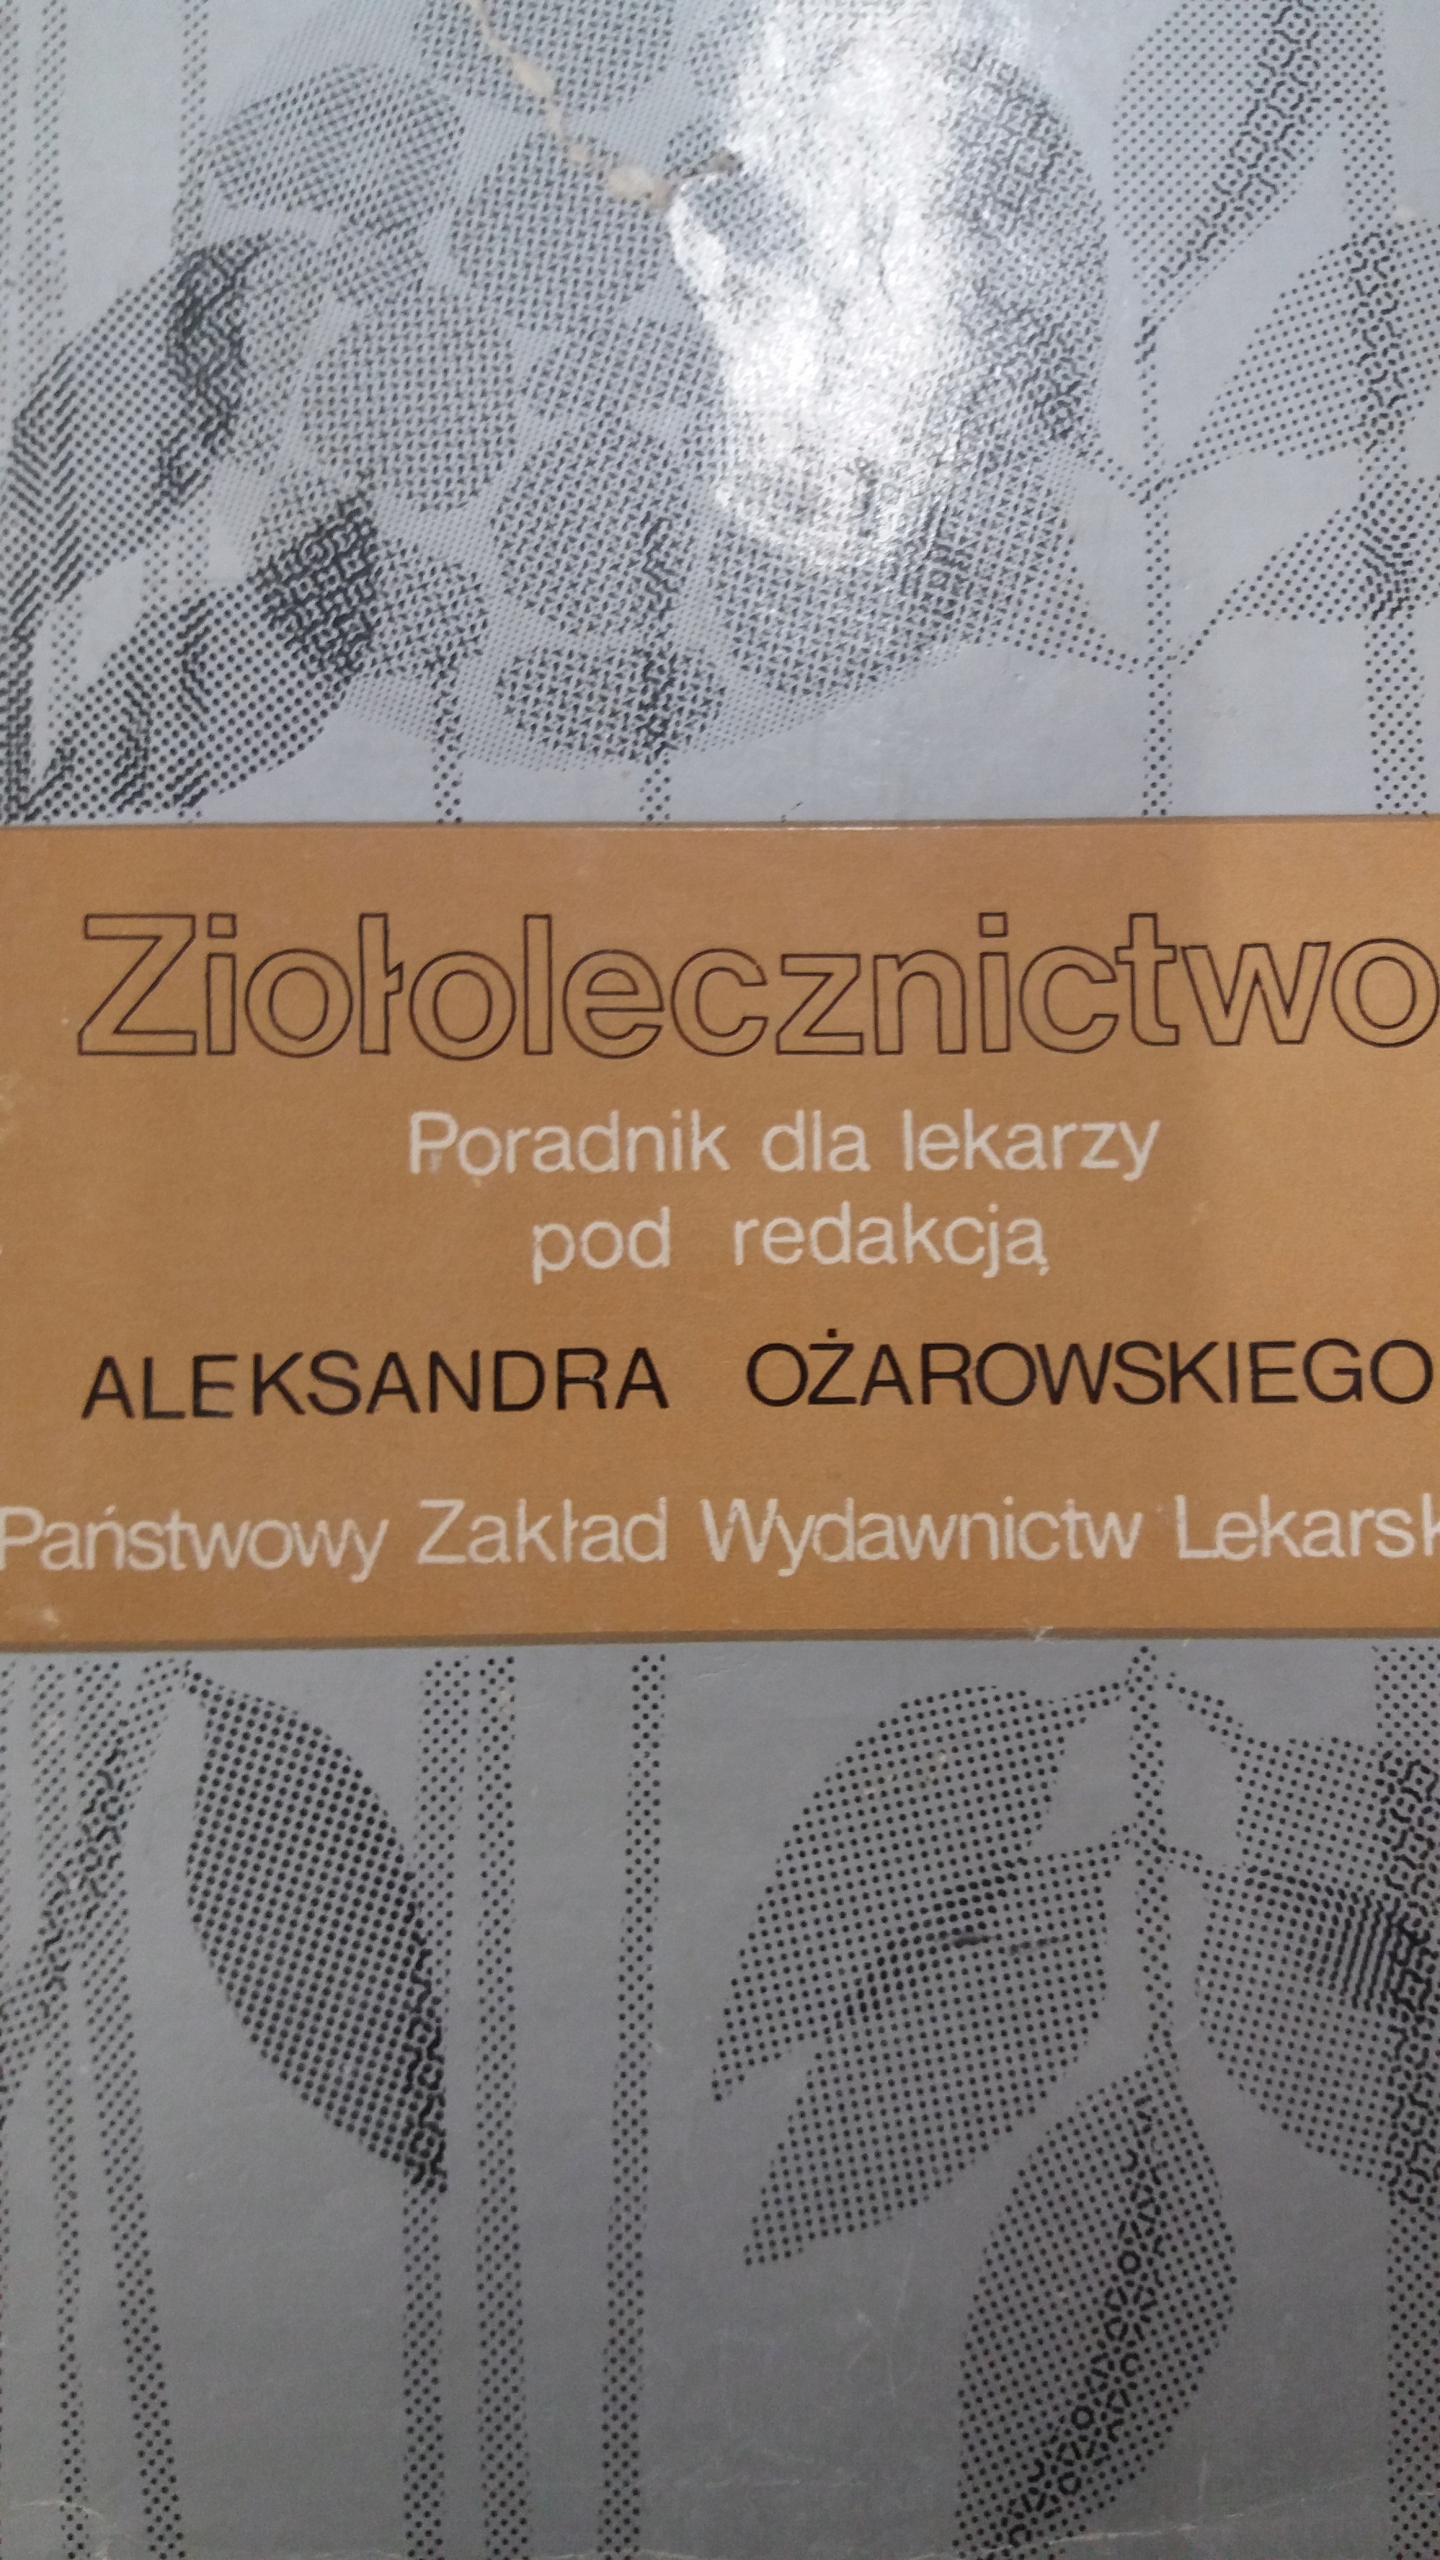 Ziołolecznictwo
Poradnik dla lekarzy
pod redakcją
ALEKSANDRA OŻAROWSKIEGO
Państwowy Zakład Wydawnictw Lekarsk